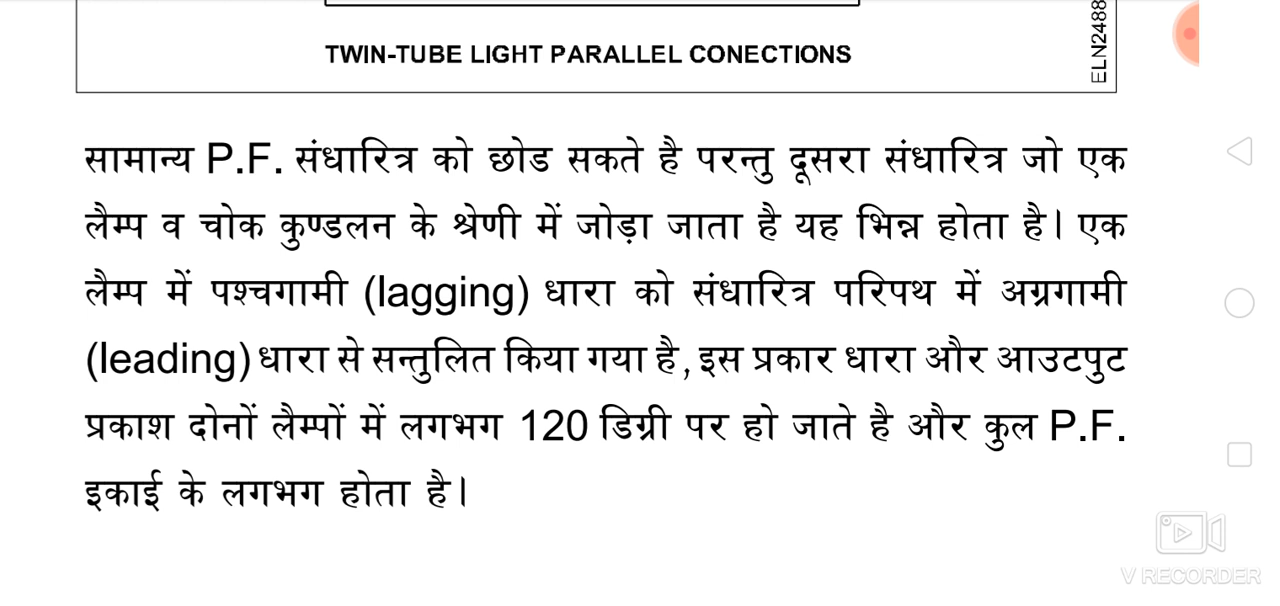 TWIN-TUBE LIGHT PARALLEL CONECTIONS
ELN2488
सामान्य P.F. संधारित्र को छोड सकते है परन्तु दूसरा संधारित्र जो एक
लैम्प व चोक कुण्डलन के श्रेणी में जोड़ा जाता है यह भिन्न होता है। एक
लैम्प में पश्चगामी (lagging) धारा को संधारित्र परिपथ में अग्रगामी
(leading) धारा से सन्तुलित किया गया है, इस प्रकार धारा और आउटपुट
प्रकाश दोनों लैम्पों में लगभग 120 डिग्री पर हो जाते है और कुल P.F.
इकाई के लगभग होता है।
V RECORDER